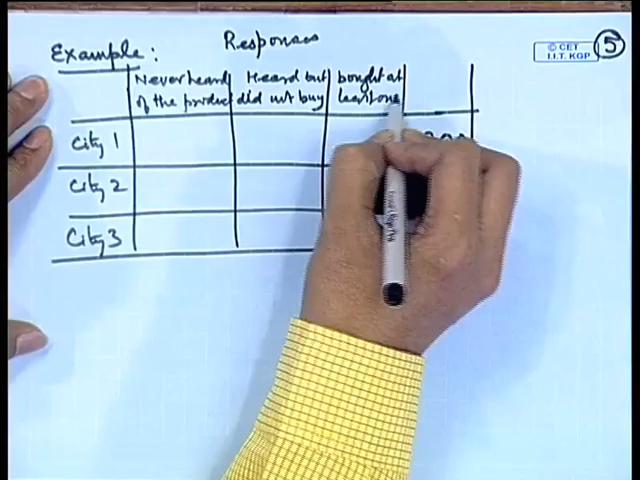 Responses
© CET
I.I.T. KGP
5
Example:
Never heard of the product
Heard but did not buy
bought at least once
City 1
City 2
City 3